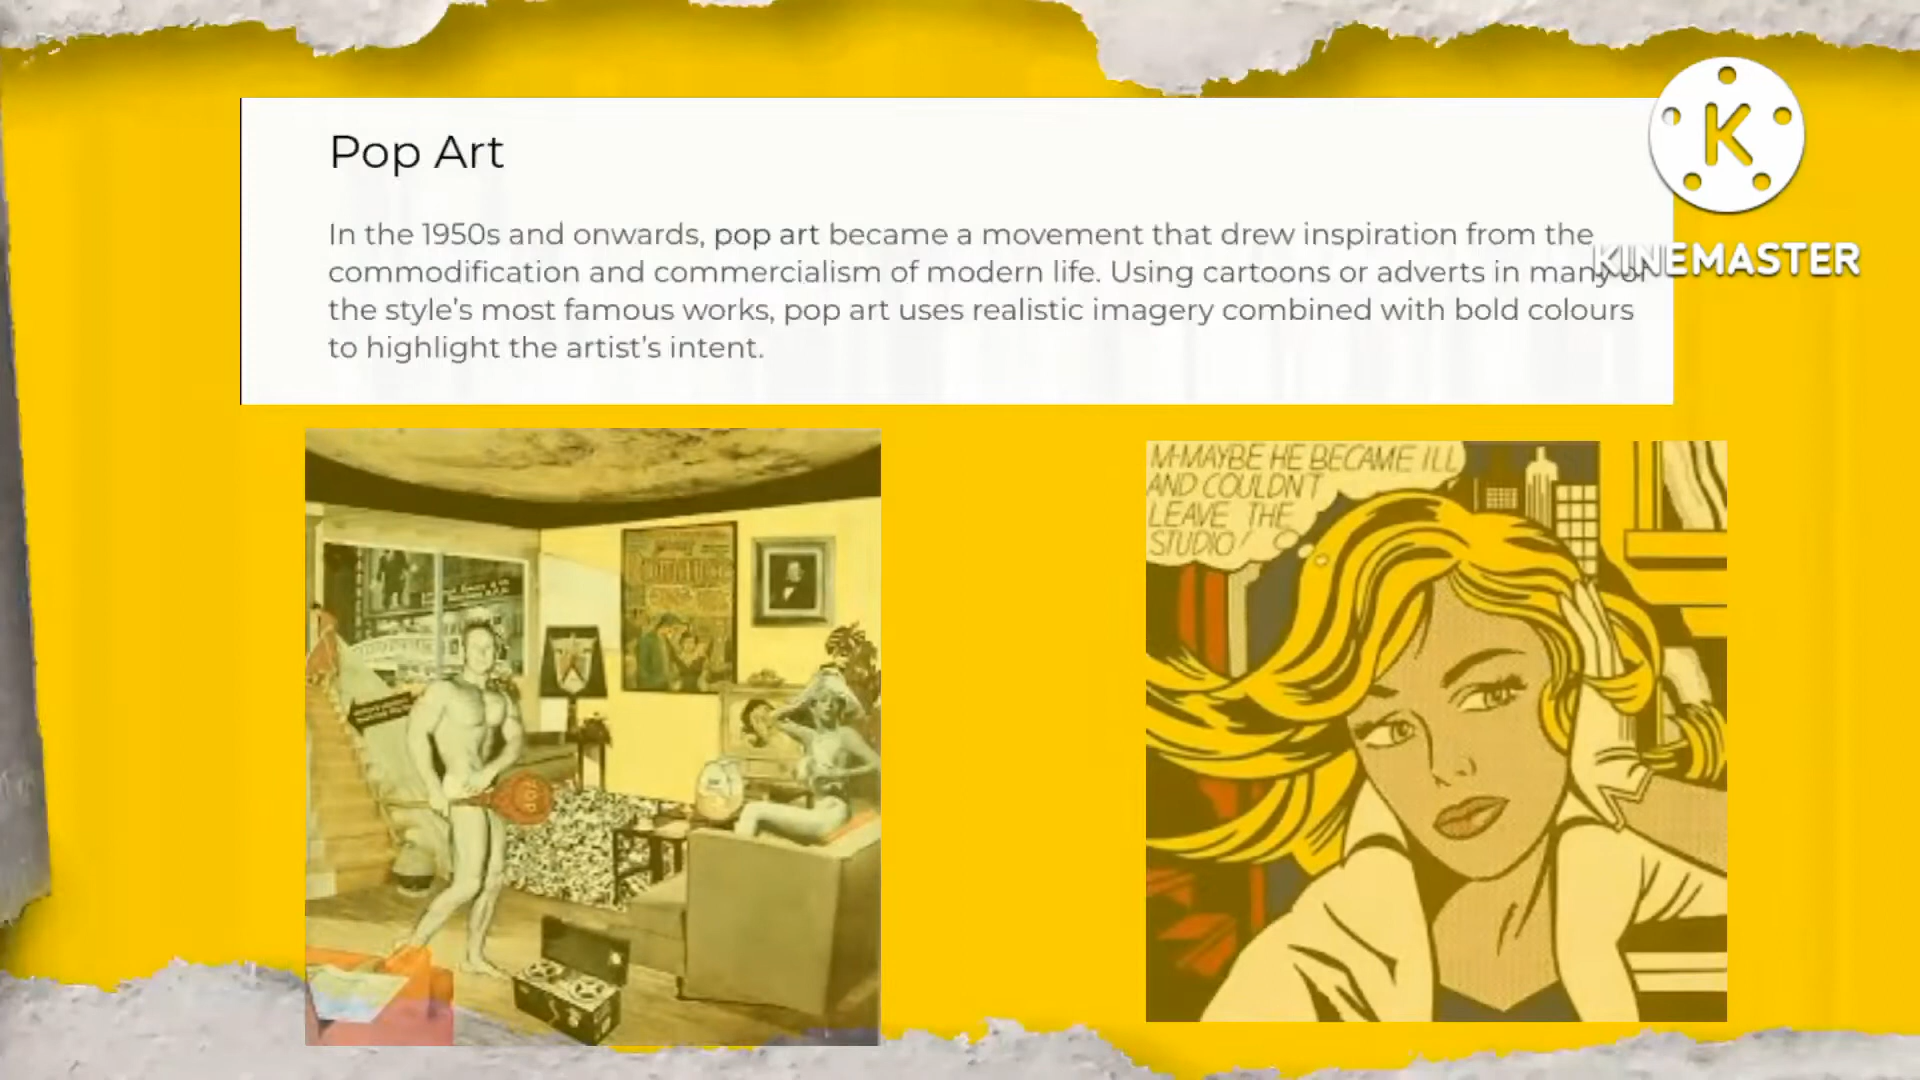 Pop Art
In the 1950s and onwards, pop art became a movement that drew inspiration from the
commodification and commercialism of modern life. Using cartoons or adverts in many of
the style's most famous works, pop art uses realistic imagery combined with bold colours
to highlight the artist's intent.
K
KINEMASTER
M-MAYBE HE BECAME ILL
AND COULDN'T
LEAVE THE
STUDIO!
POP